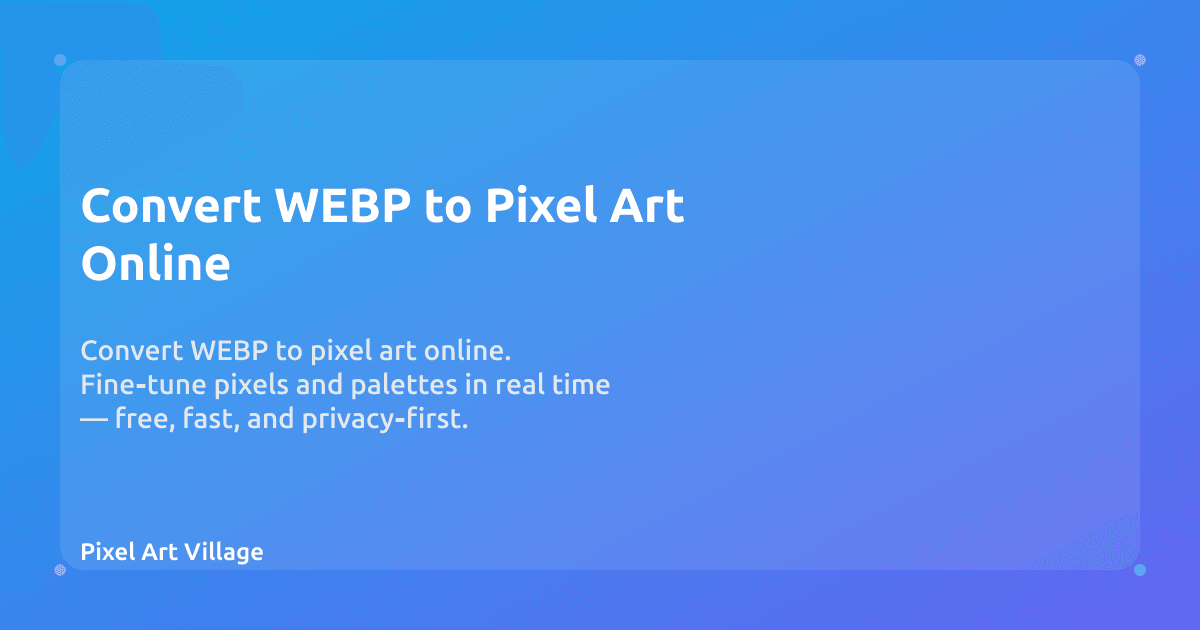 Convert WEBP to Pixel Art
Online
Convert WEBP to pixel art online.
Fine-tune pixels and palettes in real time
— free, fast, and privacy-first.
Pixel Art Village